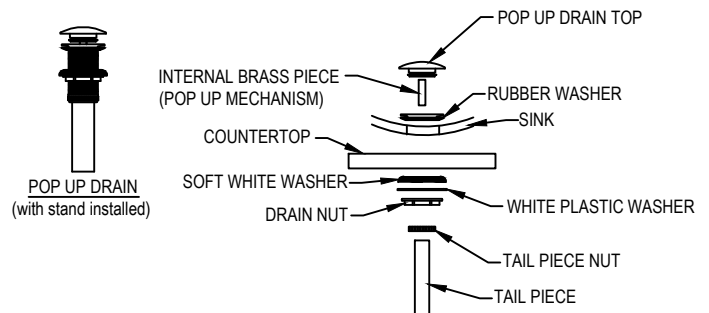 POP UP DRAIN TOP
INTERNAL BRASS PIECE
(POP UP MECHANISM)
RUBBER WASHER
SINK
COUNTERTOP
SOFT WHITE WASHER
WHITE PLASTIC WASHER
DRAIN NUT
TAIL PIECE NUT
TAIL PIECE
POP UP DRAIN
(with stand installed)